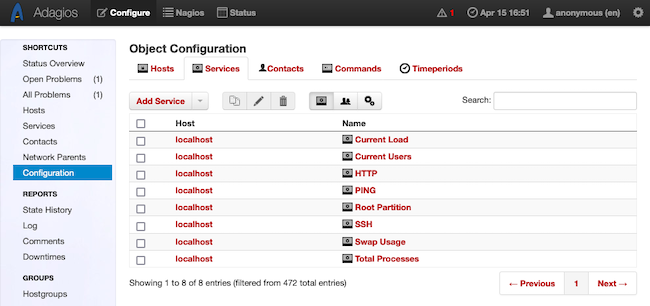 Adagios Configure Nagios Status 1 Apr 15 16:51 anonymous (en)
SHORTCUTS
Status Overview
Open Problems (1)
All Problems (1)
Hosts
Services
Contacts
Network Parents
Configuration
REPORTS
State History
Log
Comments
Downtimes
GROUPS
Hostgroups
Object Configuration
Hosts Services Contacts Commands Timeperiods
Add Service Search:
Host Name
localhost Current Load
localhost Current Users
localhost HTTP
localhost PING
localhost Root Partition
localhost SSH
localhost Swap Usage
localhost Total Processes
Showing 1 to 8 of 8 entries (filtered from 472 total entries) ← Previous 1 Next →